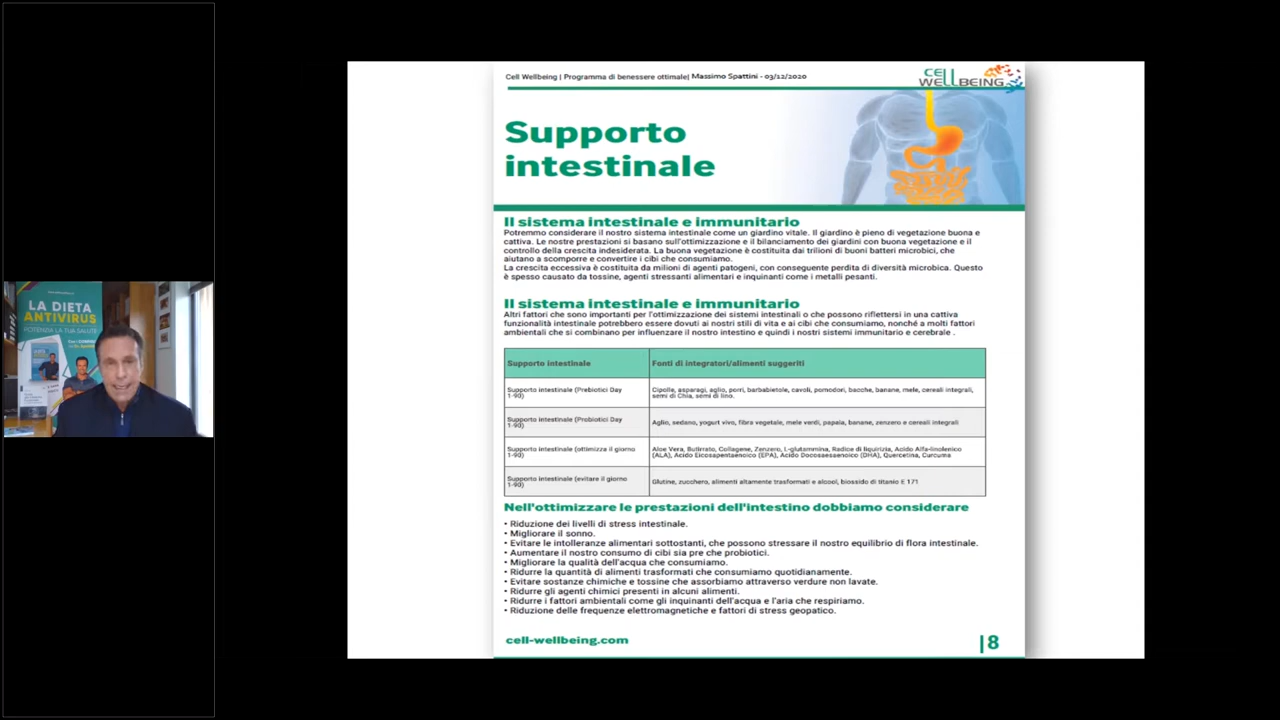 Cell Wellbeing | Programma di benessere ottimale| Massimo Spattini - 03/12/2020
CELL
WELLBEING
Supporto
intestinale
Il sistema intestinale e immunitario
Potremmo considerare il nostro sistema intestinale come un giardino vitale. Il giardino è pieno di vegetazione buona e
cattiva. Le nostre prestazioni si basano sull'ottimizzazione e il bilanciamento dei giardini con buona vegetazione e il
controllo della crescita indesiderata. La buona vegetazione è costituita dai trilioni di buoni batteri microbici, che
aiutano a scomporre e convertire i cibi che consumiamo.
La crescita eccessiva è costituita da milioni di agenti patogeni, con conseguente perdita di diversità microbica. Questo
è spesso causato da tossine, agenti stressanti alimentari e inquinanti come i metalli pesanti.
Il sistema intestinale e immunitario
Altri fattori che sono importanti per l'ottimizzazione dei sistemi intestinali o che possono riflettersi in una cattiva
funzionalità intestinale potrebbero essere dovuti ai nostri stili di vita e ai cibi che consumiamo, nonché a molti fattori
ambientali che si combinano per influenzare il nostro intestino e quindi i nostri sistemi immunitario e cerebrale .
Supporto intestinale Fonti di integratori/alimenti suggeriti
Supporto intestinale (Prebiotici Day
1-90)
Cipolle, asparagi, aglio, porri, barbabietole, cavoli, pomodori, bacche, banane, mele, cereali integrali,
semi di Chia, semi di lino.
Supporto intestinale (Probiotici Day
1-90)
Aglio, sedano, yogurt vivo, fibra vegetale, mele verdi, papaia, banane, zenzero e cereali integrali
Supporto intestinale (ottimizza il giorno
1-90)
Aloe Vera, Butirrato, Collagene, Zenzero, L-glutammina, Radice di liquirizia, Acido Alfa-linolenico
(ALA), Acido Eicosapentaenoico (EPA), Acido Docosaesaenoico (DHA), Quercetina, Curcuma
Supporto intestinale (evitare il giorno
1-90)
Glutine, zucchero, alimenti altamente trasformati e alcool, biossido di titanio E 171
Nell'ottimizzare le prestazioni dell'intestino dobbiamo considerare
• Riduzione dei livelli di stress intestinale.
• Migliorare il sonno.
• Evitare le intolleranze alimentari sottostanti, che possono stressare il nostro equilibrio di flora intestinale.
• Aumentare il nostro consumo di cibi sia pre che probiotici.
• Migliorare la qualità dell'acqua che consumiamo.
• Ridurre la quantità di alimenti trasformati che consumiamo quotidianamente.
• Evitare sostanze chimiche e tossine che assorbiamo attraverso verdure non lavate.
• Ridurre gli agenti chimici presenti in alcuni alimenti.
• Ridurre i fattori ambientali come gli inquinanti dell'acqua e l'aria che respiriamo.
• Riduzione delle frequenze elettromagnetiche e fattori di stress geopatico.
cell-wellbeing.com
|8
LA DIETA
ANTIVIRUS
POTENZIA LA TUA SALUTE